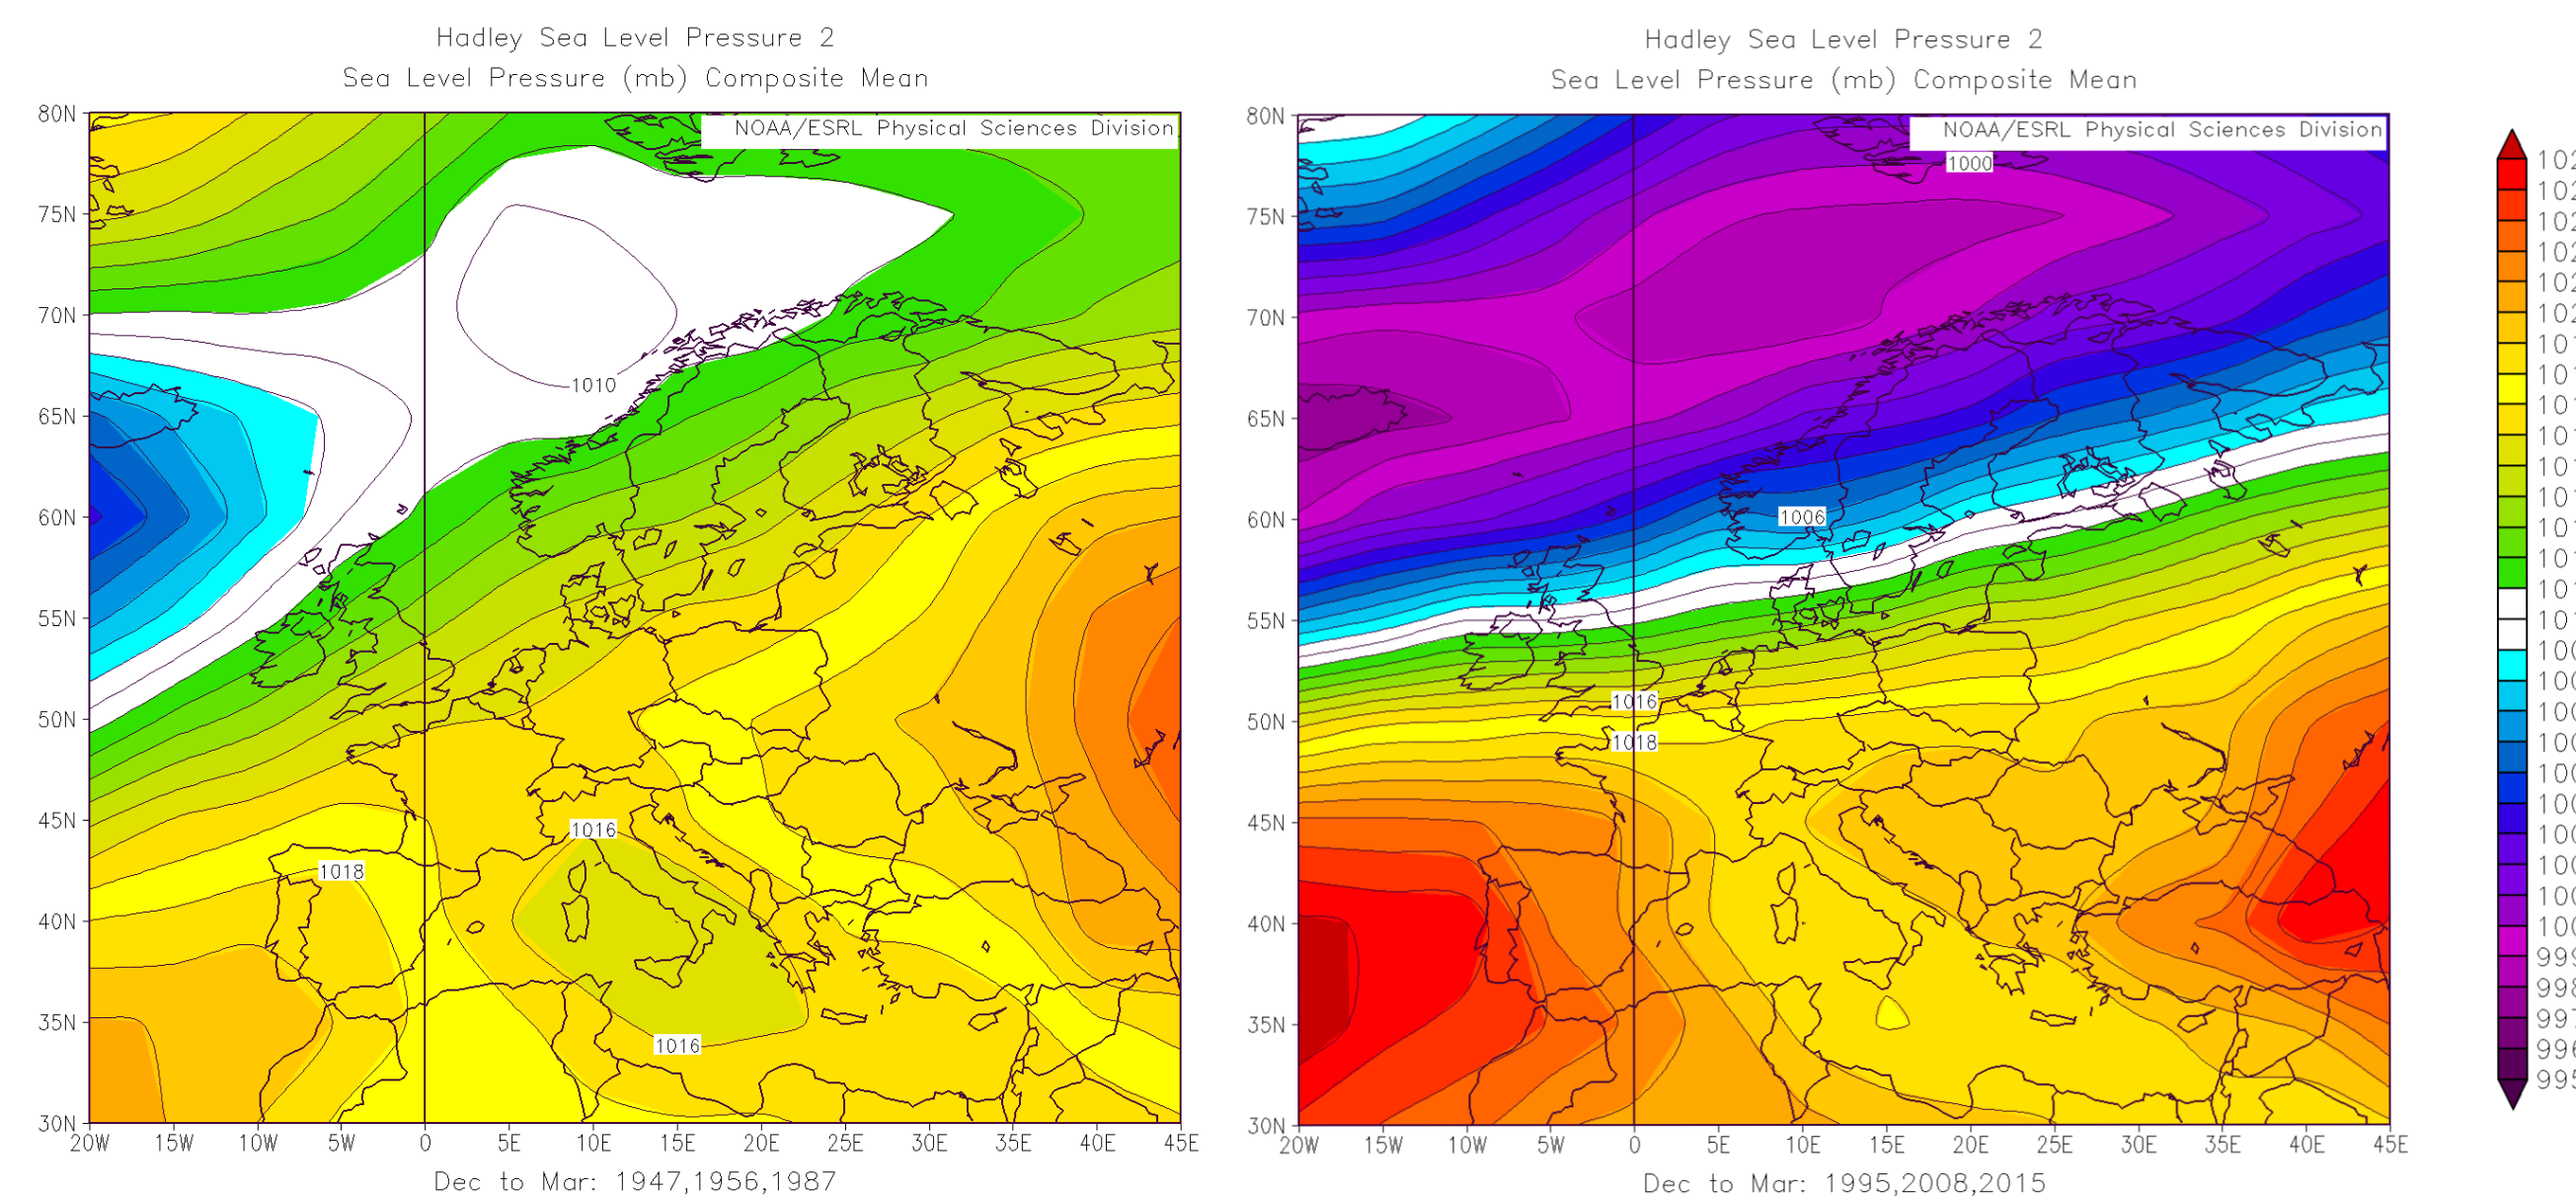 Hadley Sea Level Pressure 2
Sea Level Pressure (mb) Composite Mean
NOAA/ESRL Physical Sciences Division
80N
75N
70N
65N
60N
55N
50N
45N
40N
35N
30N
1010
1016
1018
1016
20W 15W 10W 5W 0 5E 10E 15E 20E 25E 30E 35E 40E 45E
Dec to Mar: 1947,1956,1987
Hadley Sea Level Pressure 2
Sea Level Pressure (mb) Composite Mean
NOAA/ESRL Physical Sciences Division
80N
75N
70N
65N
60N
55N
50N
45N
40N
35N
30N
1000
1006
1016
1018
20W 15W 10W 5W 0 5E 10E 15E 20E 25E 30E 35E 40E 45E
Dec to Mar: 1995,2008,2015